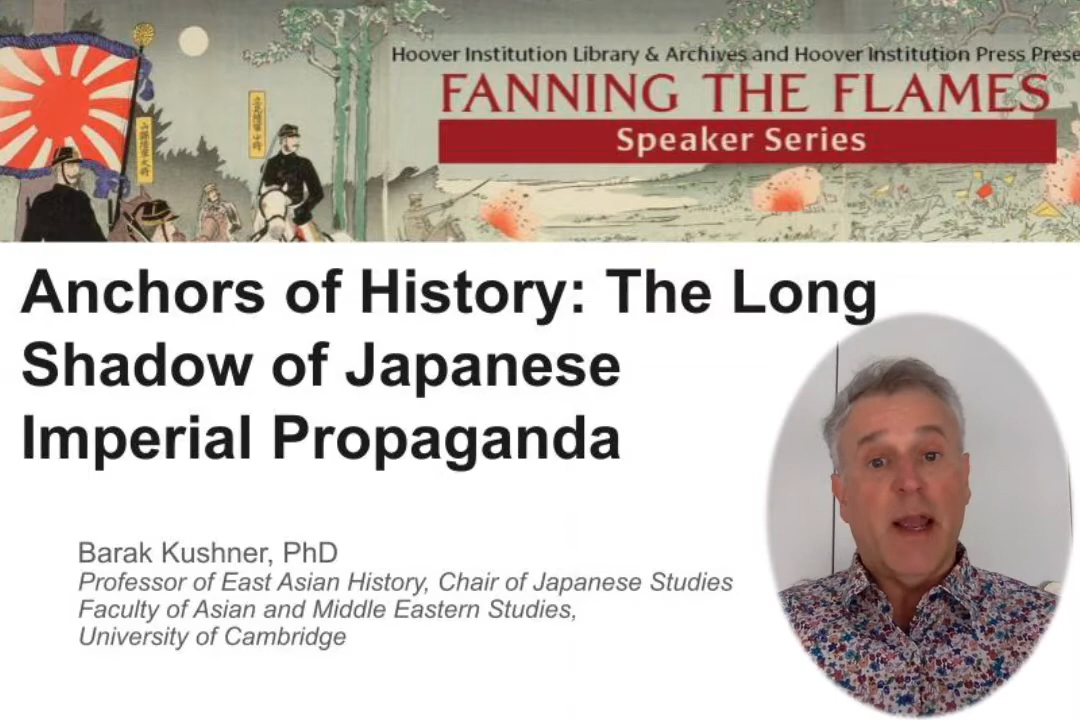 Hoover Institution Library & Archives and Hoover Institution Press Prese
FANNING THE FLAMES
Speaker Series
Anchors of History: The Long
Shadow of Japanese
Imperial Propaganda
Barak Kushner, PhD
Professor of East Asian History, Chair of Japanese Studies
Faculty of Asian and Middle Eastern Studies,
University of Cambridge